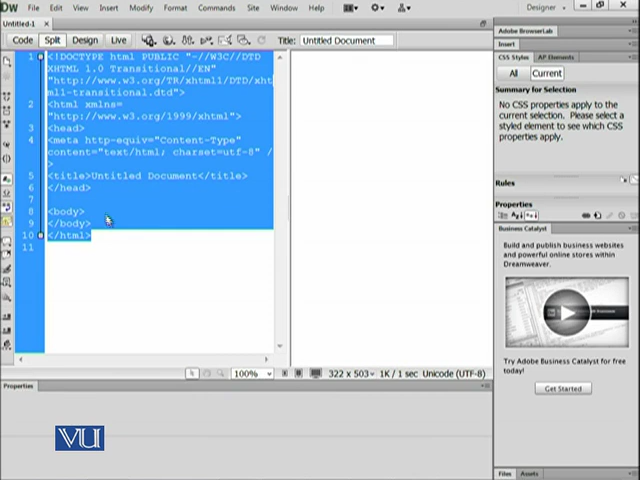 Dw File Edit View Insert Modify Format Commands Site Window Help Designer
Untitled-1
Code Split Design Live Title: Untitled Document
1 <!DOCTYPE html PUBLIC "-//W3C//DTD
XHTML 1.0 Transitional//EN"
"http://www.w3.org/TR/xhtml1/DTD/xht
ml1-transitional.dtd">
2 <html xmlns=
"http://www.w3.org/1999/xhtml">
3 <head>
4 <meta http-equiv="Content-Type"
content="text/html; charset=utf-8" /
>
5 <title>Untitled Document</title>
6 </head>
7
8 <body>
9 </body>
10 </html>
11
100% 322 x 503 1K / 1 sec Unicode (UTF-8)
Properties
VU
Adobe BrowserLab
Insert
CSS Styles AP Elements
All Current
Summary for Selection
No CSS properties apply to the
current selection. Please select a
styled element to see which CSS
properties apply.
Rules
Properties
Business Catalyst
Build and publish business websites
and powerful online stores within
Dreamweaver.
Try Adobe Business Catalyst for free
today!
Get Started
Files Assets